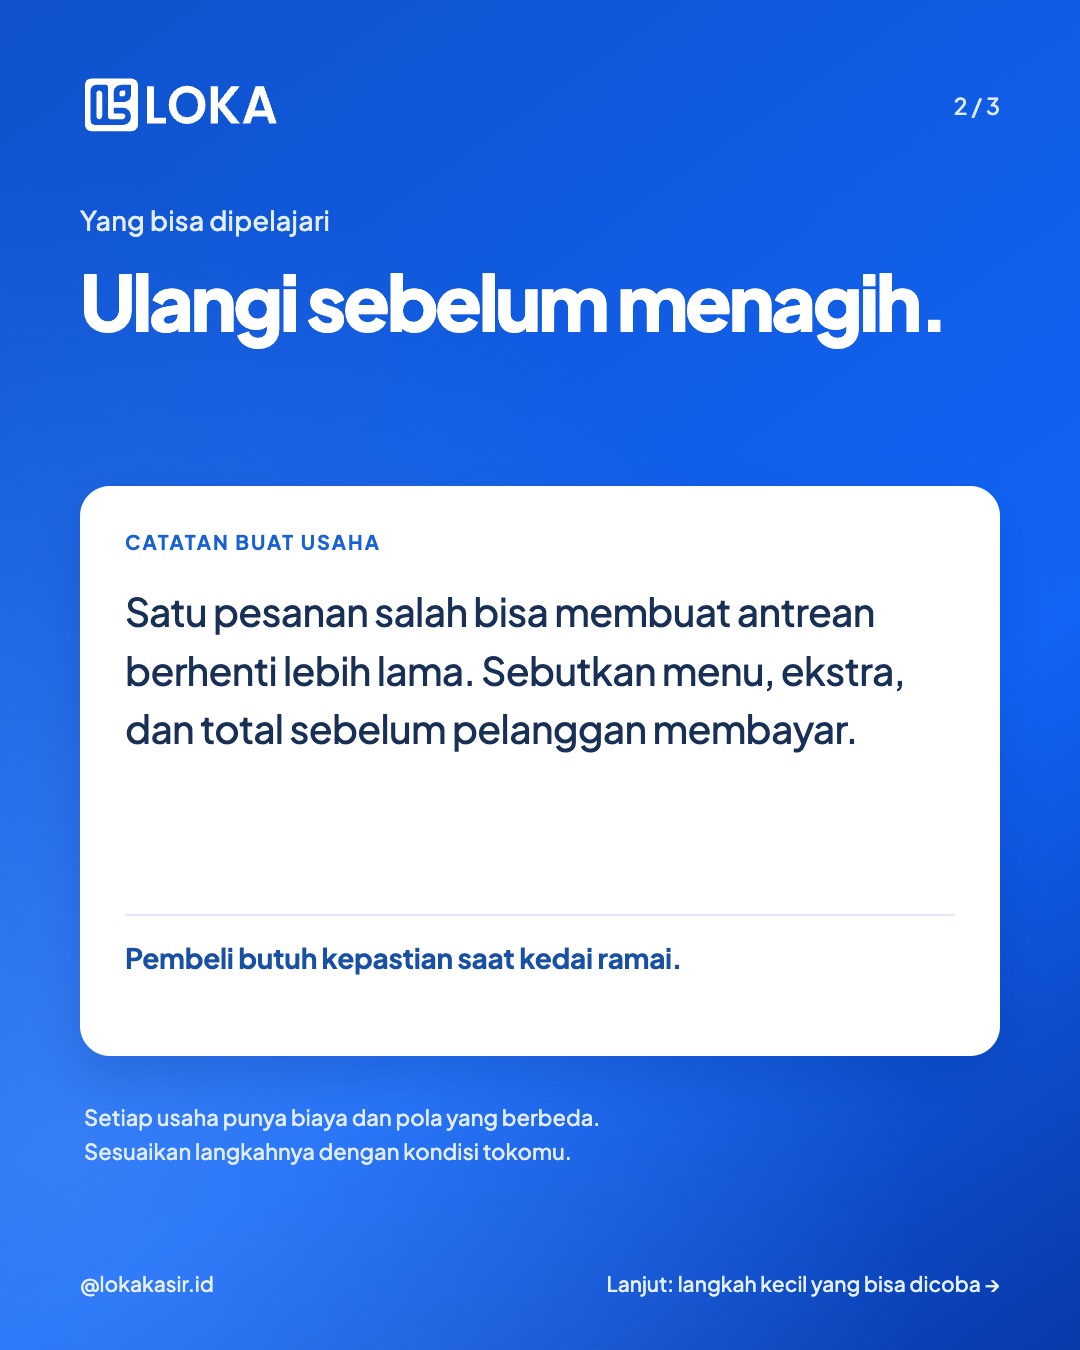 LOKA
2 / 3
Yang bisa dipelajari
Ulangi sebelum menagih.
CATATAN BUAT USAHA
Satu pesanan salah bisa membuat antrean
berhenti lebih lama. Sebutkan menu, ekstra,
dan total sebelum pelanggan membayar.
Pembeli butuh kepastian saat kedai ramai.
Setiap usaha punya biaya dan pola yang berbeda.
Sesuaikan langkahnya dengan kondisi tokomu.
@lokakasir.id
Lanjut: langkah kecil yang bisa dicoba →